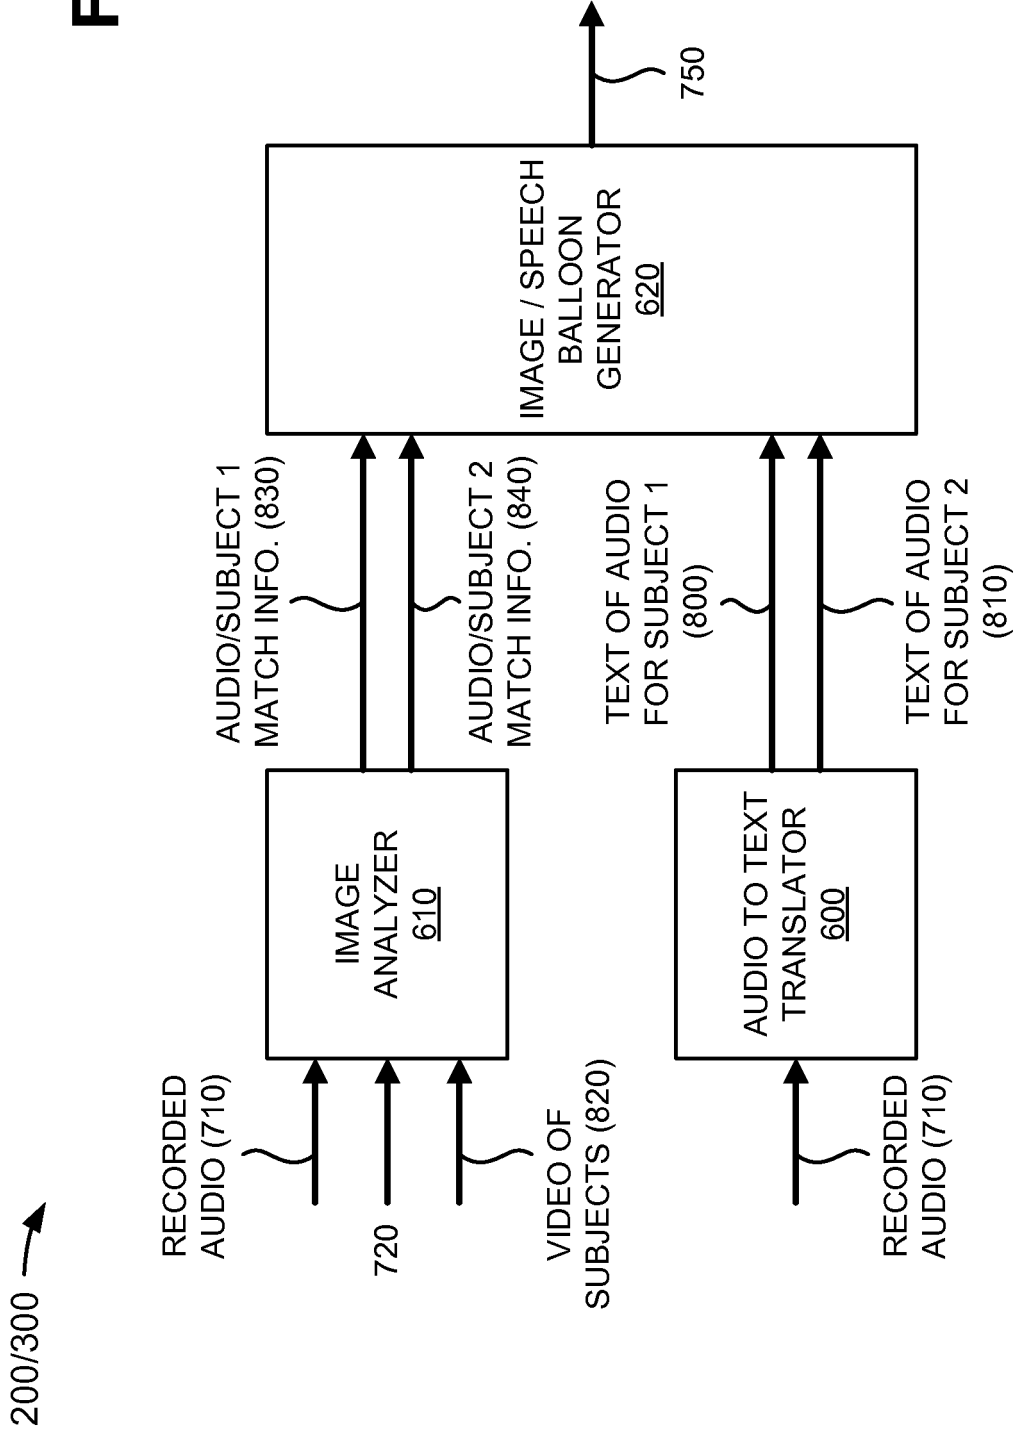 200/300
F
RECORDED
AUDIO (710)
720
VIDEO OF
SUBJECTS (820)
IMAGE
ANALYZER
610
AUDIO/SUBJECT 1
MATCH INFO. (830)
AUDIO/SUBJECT 2
MATCH INFO. (840)
RECORDED
AUDIO (710)
AUDIO TO TEXT
TRANSLATOR
600
TEXT OF AUDIO
FOR SUBJECT 1
(800)
TEXT OF AUDIO
FOR SUBJECT 2
(810)
IMAGE / SPEECH
BALLOON
GENERATOR
620
750